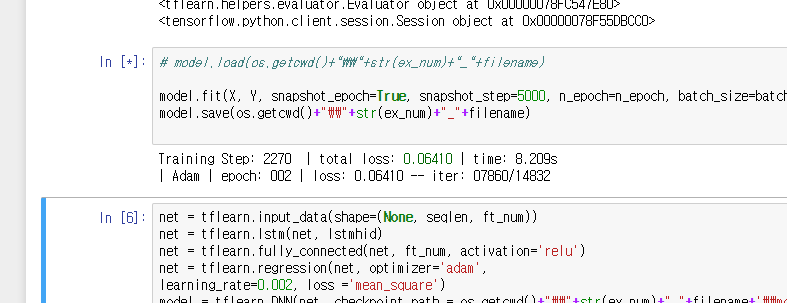 <tflearn.helpers.evaluator.Evaluator object at 0x00000078FC547E80>
<tensorflow.python.client.session.Session object at 0x00000078F55DBCC0>
In [*]: # model.load(os.getcwd()+"₩₩"+str(ex_num)+"_"+filename)
model.fit(X, Y, snapshot_epoch=True, snapshot_step=5000, n_epoch=n_epoch, batch_size=batch
model.save(os.getcwd()+"₩₩"+str(ex_num)+"_"+filename)
Training Step: 2270 | total loss: 0.06410 | time: 8.209s
| Adam | epoch: 002 | loss: 0.06410 -- iter: 07860/14832
In [6]: net = tflearn.input_data(shape=(None, seqlen, ft_num))
net = tflearn.lstm(net, lstmhid)
net = tflearn.fully_connected(net, ft_num, activation='relu')
net = tflearn.regression(net, optimizer='adam',
learning_rate=0.002, loss ='mean_square')
model = tflearn.DNN(net, checkpoint_path = os.getcwd()+"₩₩"+str(ex_num)+"_"+filename+'₩₩mo